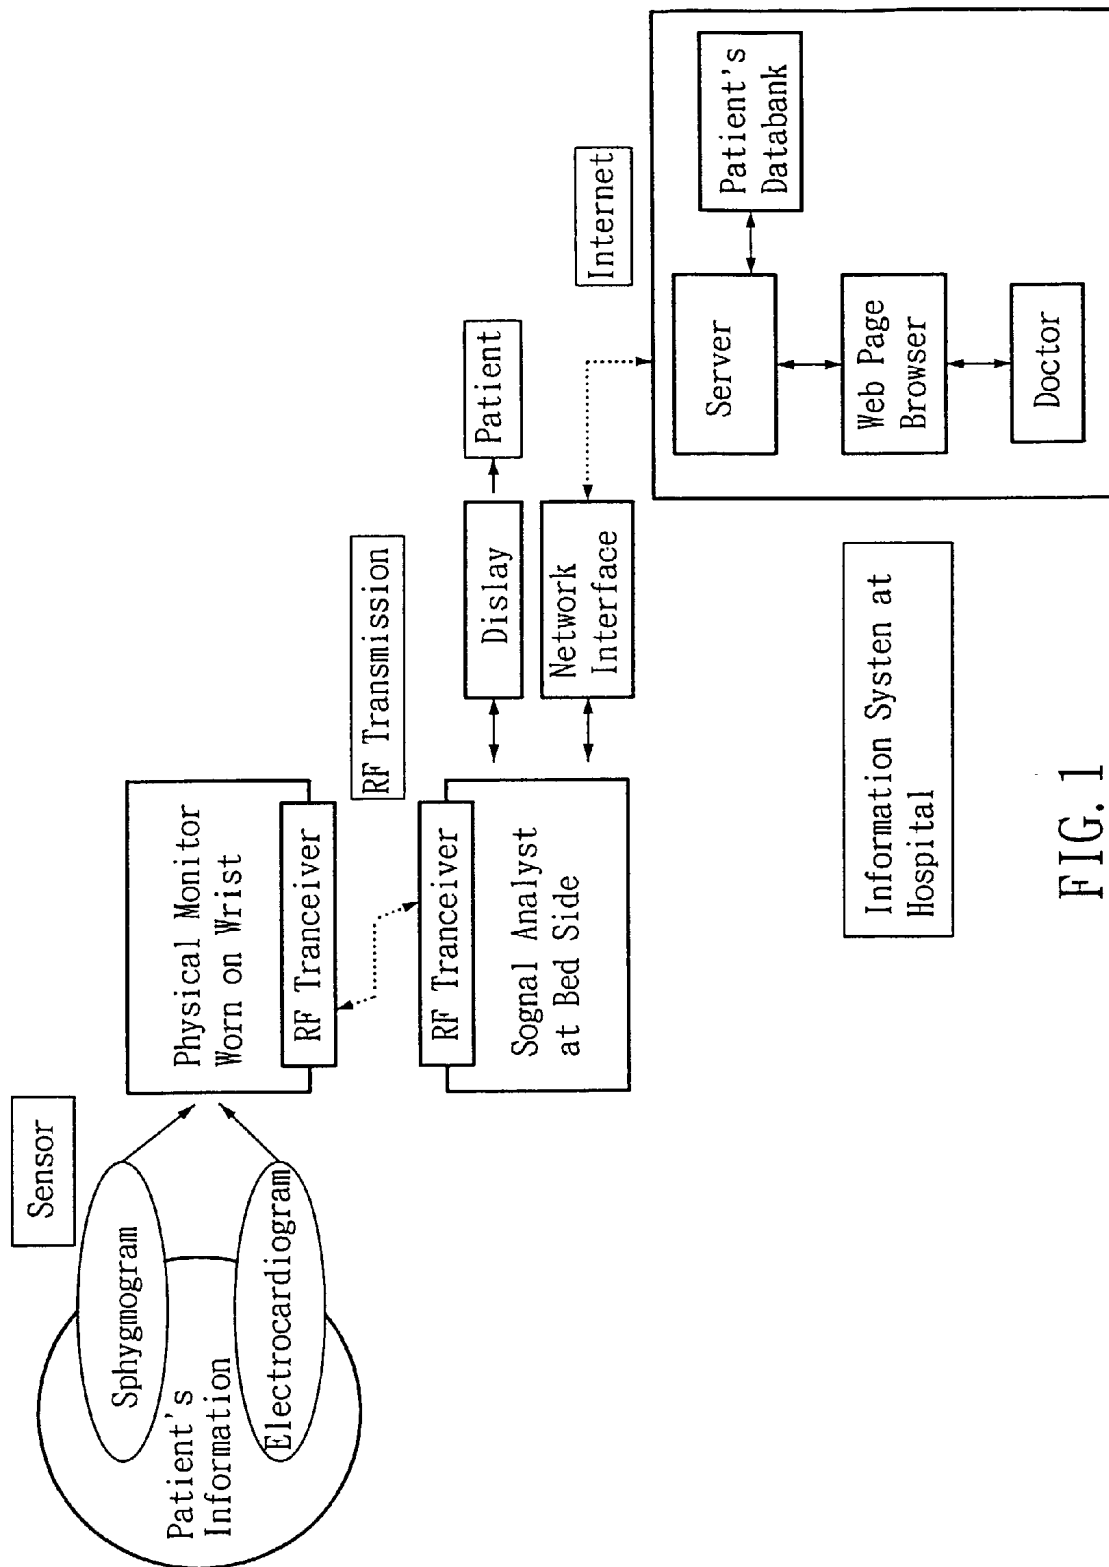 Sensor
Sphygmogram
Patient's
Information
Electrocardiogram
Physical Monitor
Worn on Wrist
RF Tranceiver
RF Transmission
RF Tranceiver
Sognal Analyst
at Bed Side
Dislay
Patient
Network
Interface
Internet
Server
Patient's
Databank
Web Page
Browser
Doctor
Information Systen at
Hospital
FIG. 1